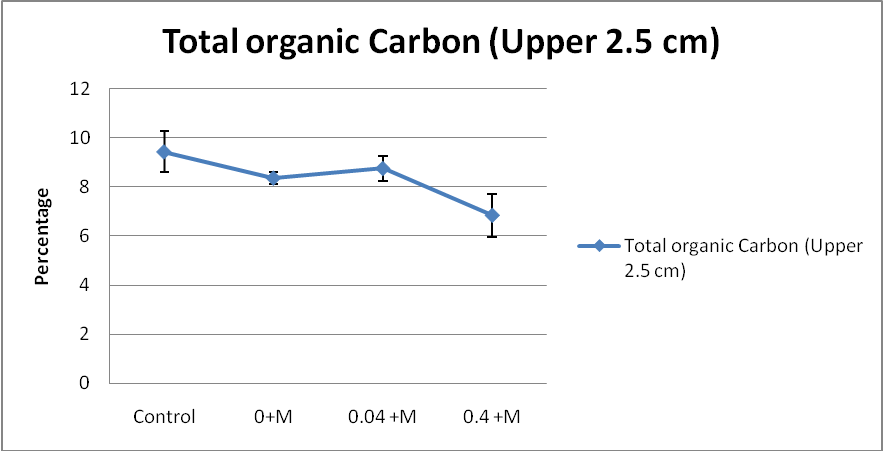 Total organic Carbon (Upper 2.5 cm)
12
10
8
6
4
2
0
Percentage
Control 0+M 0.04 +M 0.4 +M
Total organic Carbon (Upper
2.5 cm)